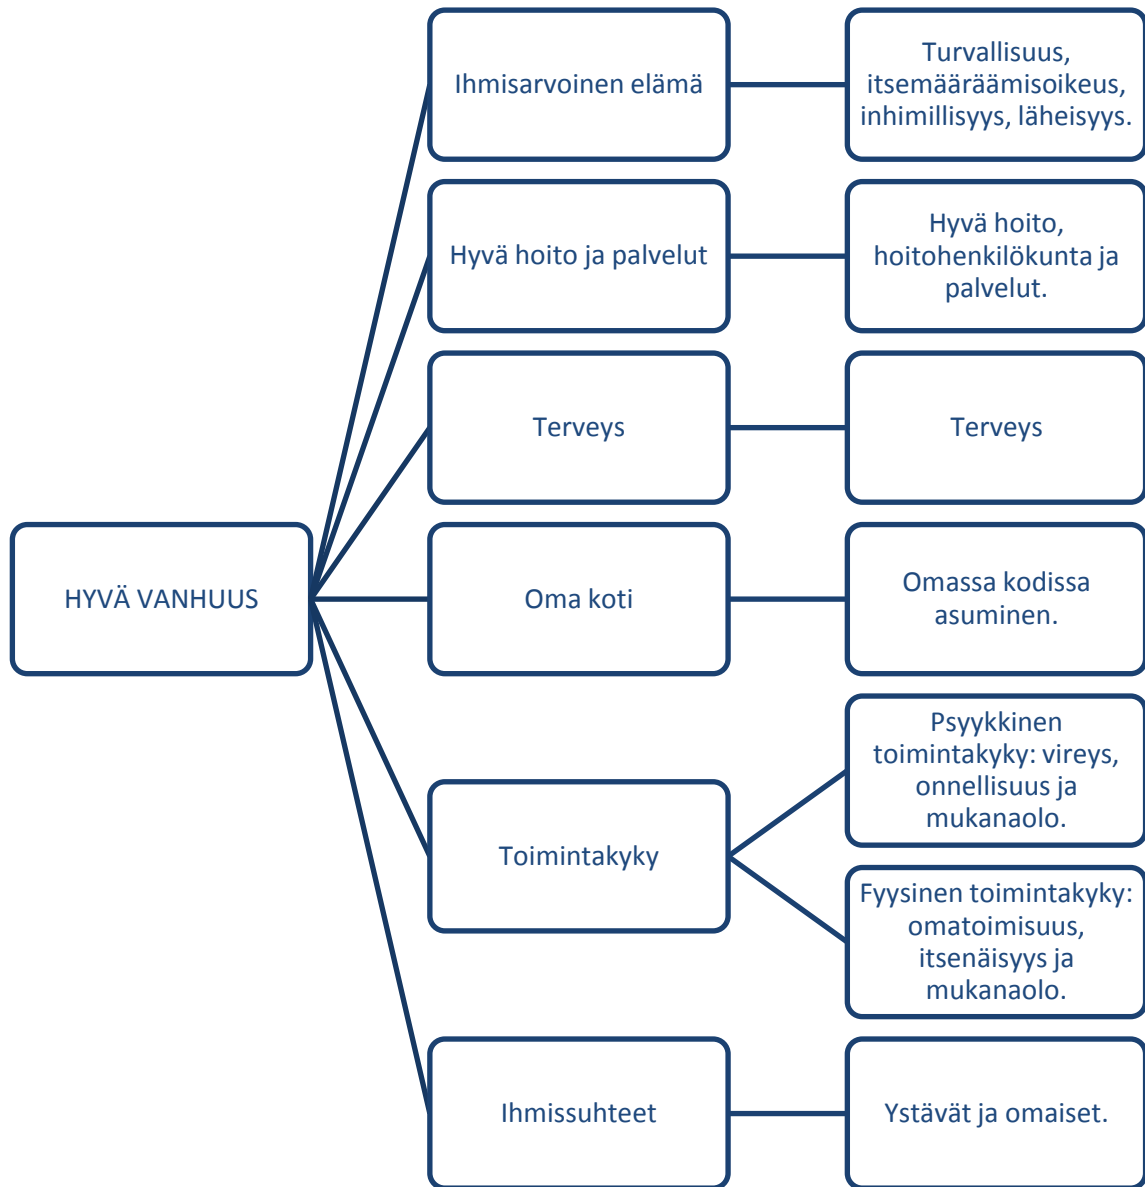 Ihmisarvoinen elämä
Turvallisuus,
itsemääräämisoikeus,
inhimillisyys, läheisyys.
Hyvä hoito ja palvelut
Hyvä hoito,
hoitohenkilökunta ja
palvelut.
Terveys
Terveys
HYVÄ VANHUUS
Oma koti
Omassa kodissa
asuminen.
Toimintakyky
Psyykkinen
toimintakyky: vireys,
onnellisuus ja
mukanaolo.
Fyysinen toimintakyky:
omatoimisuus,
itsenäisyys ja
mukanaolo.
Ihmissuhteet
Ystävät ja omaiset.